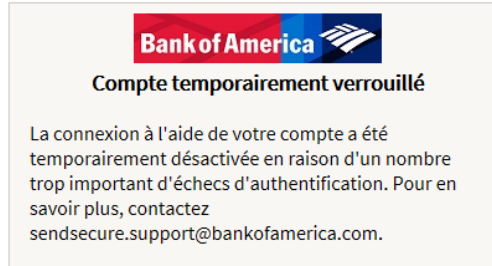 Bank of America
Compte temporairement verrouillé
La connexion à l'aide de votre compte a été
temporairement désactivée en raison d'un nombre
trop important d'échecs d'authentification. Pour en
savoir plus, contactez
sendsecure.support@bankofamerica.com.